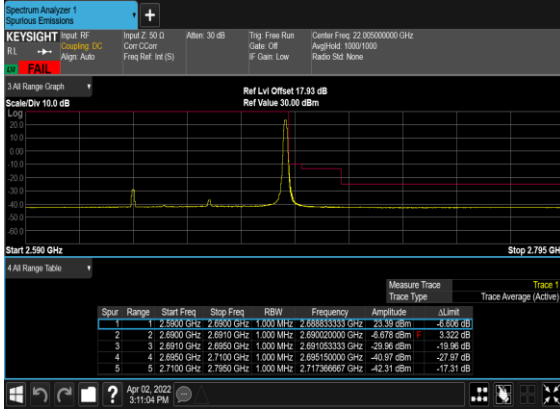 Spectrum Analyzer 1
Spurious Emissions
+
KEYSIGHT Input: RF Input Z: 50 Ω Atten: 30 dB Trig: Free Run Center Freq: 22.005000000 GHz
RL Coupling: DC Corr CCorr Gate: Off Avg|Hold: 1000/1000
Align: Auto Freq Ref: Int (S) IF Gain: Low Radio Std: None
FAIL
3 All Range Graph
Ref Lvl Offset 17.93 dB
Scale/Div 10.0 dB Ref Value 30.00 dBm
Log
20.0
10.0
0.00
-10.0
-20.0
-30.0
-40.0
-50.0
-60.0
Start 2.590 GHz Stop 2.795 GH
4 All Range Table
Measure Trace Trace 1
Trace Type Trace Average (Active)
Spur Range Start Freq Stop Freq RBW Frequency Amplitude ΔLimit
1 1 2.5900 GHz 2.6900 GHz 1.000 MHz 2.688833333 GHz 23.39 dBm -6.606 dB
2 2 2.6900 GHz 2.6910 GHz 1.000 MHz 2.690020000 GHz -6.678 dBm F 3.322 dB
3 3 2.6910 GHz 2.6950 GHz 1.000 MHz 2.691053333 GHz -29.96 dBm -19.96 dB
4 4 2.6950 GHz 2.7100 GHz 1.000 MHz 2.695150000 GHz -40.97 dBm -27.97 dB
5 5 2.7100 GHz 2.7950 GHz 1.000 MHz 2.717366667 GHz -42.31 dBm -17.31 dB
? Apr 02, 2022
3:11:04 PM